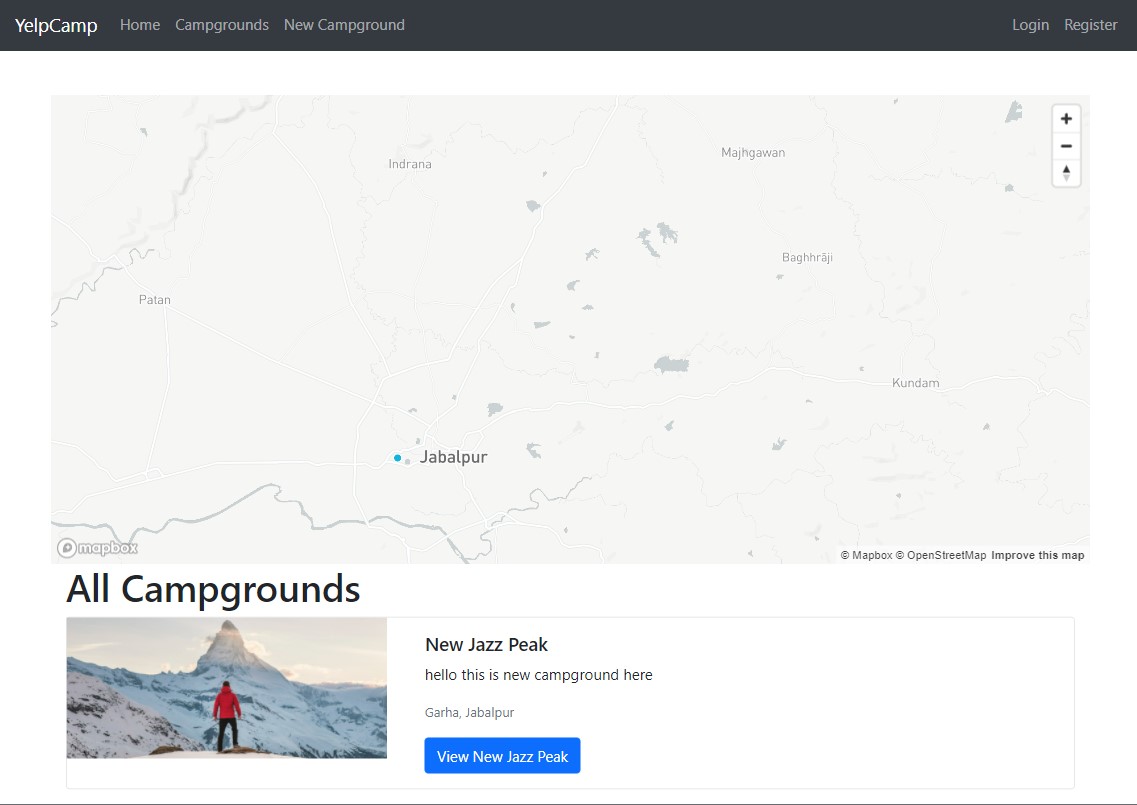 YelpCamp Home Campgrounds New Campground Login Register
Indrana
Majhgawan
Baghhrāji
Patan
Kundam
Jabalpur
mapbox
© Mapbox © OpenStreetMap Improve this map
All Campgrounds
New Jazz Peak
hello this is new campground here
Garha, Jabalpur
View New Jazz Peak